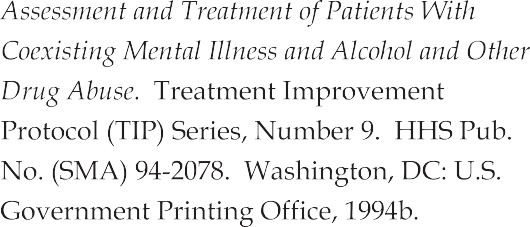 Assessment and Treatment of Patients With
Coexisting Mental Illness and Alcohol and Other
Drug Abuse.  Treatment Improvement
Protocol (TIP) Series, Number 9.  HHS Pub.
No. (SMA) 94-2078.  Washington, DC: U.S.
Government Printing Office, 1994b.